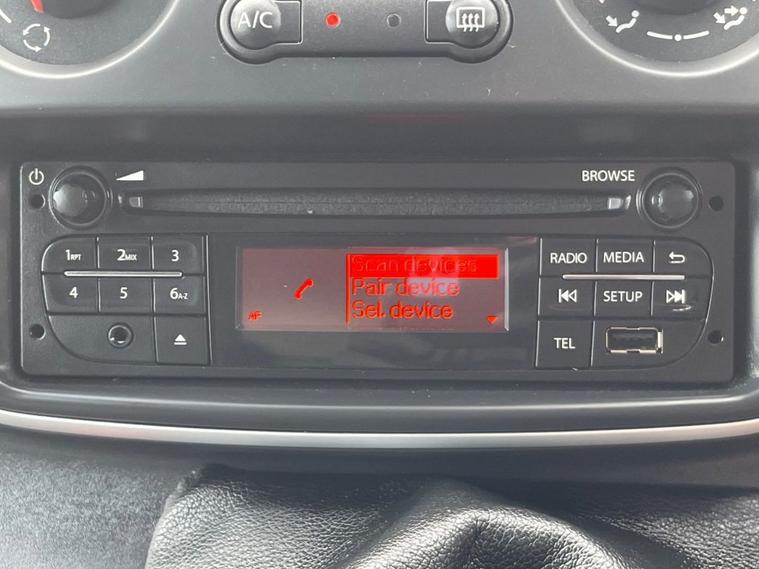 A/C
BROWSE
1RPT 2MIX 3
4 5 6A-Z
Scan devices
Pair device
Sel. device
AF
RADIO MEDIA
SETUP
TEL